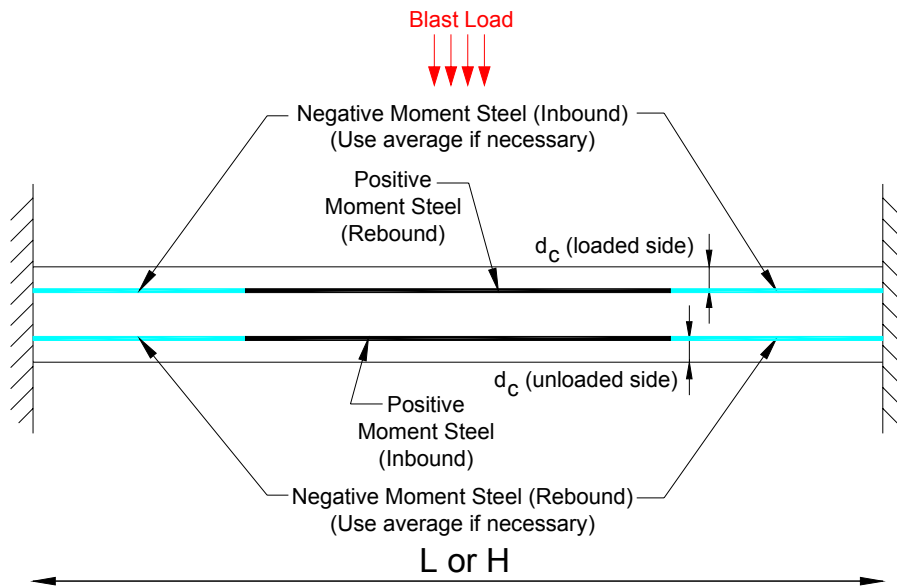 Blast Load
Negative Moment Steel (Inbound)
(Use average if necessary)
Positive
Moment Steel
(Rebound)
dc (loaded side)
dc (unloaded side)
Positive
Moment Steel
(Inbound)
Negative Moment Steel (Rebound)
(Use average if necessary)
L or H